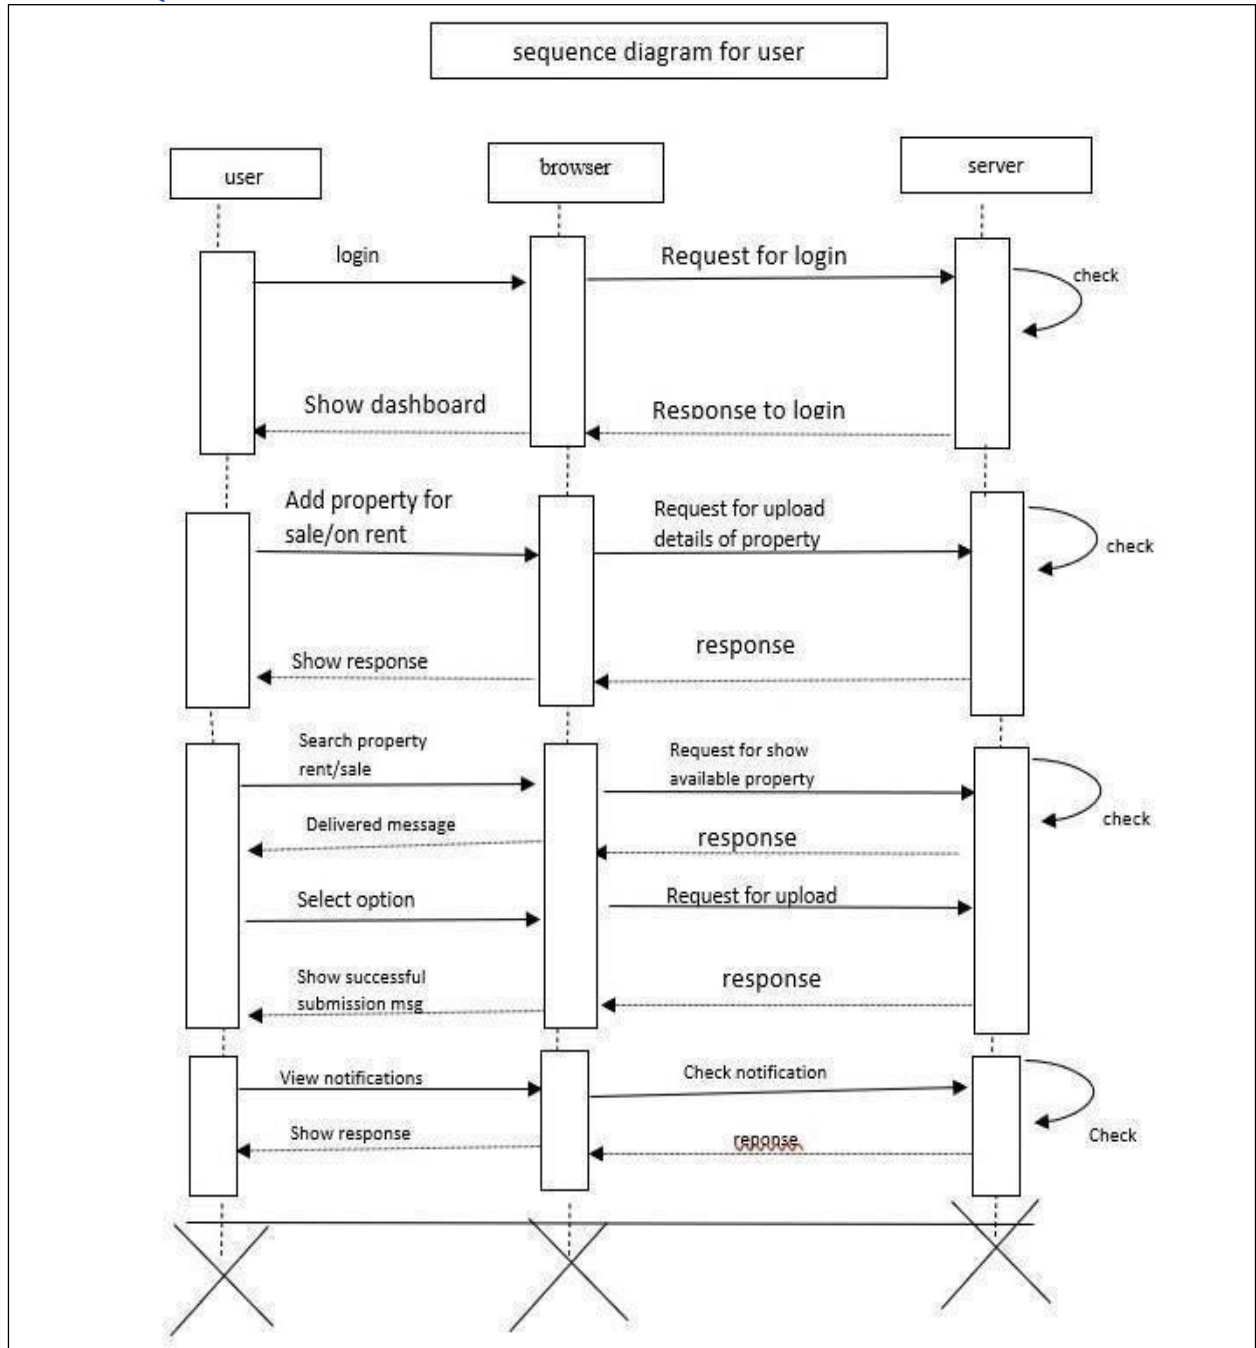 sequence diagram for user
user
browser
server
login
Request for login
check
Show dashboard
Response to login
Add property for
sale/on rent
Request for upload
details of property
check
Show response
response
Search property
rent/sale
Request for show
available property
check
Delivered message
response
Select option
Request for upload
Show successful
submission msg
response
View notifications
Check notification
Show response
reponse
Check